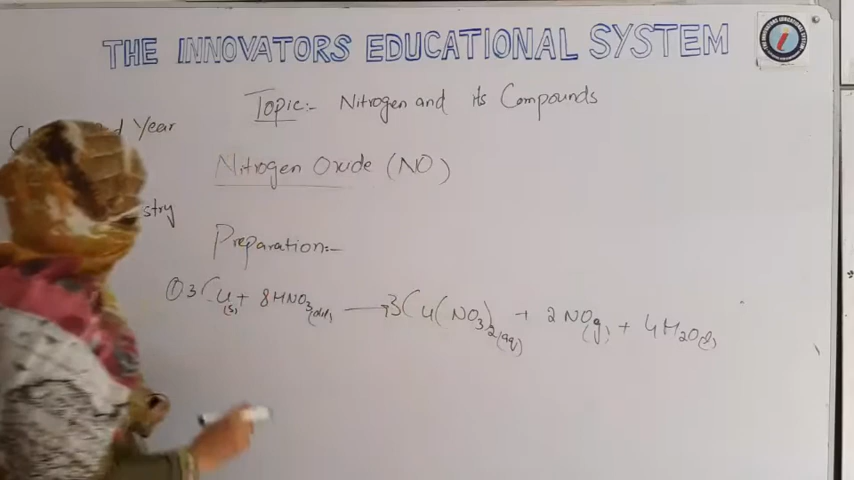 THE INNOVATORS EDUCATIONAL SYSTEM
Topic:- Nitrogen and its Compounds
Year
Nitrogen Oxide (NO)
stry
Preparation:-
① 3Cu(s) + 8HNO3(dil) → 3Cu(NO3)2(aq) + 2NO(g) + 4H2O(l)